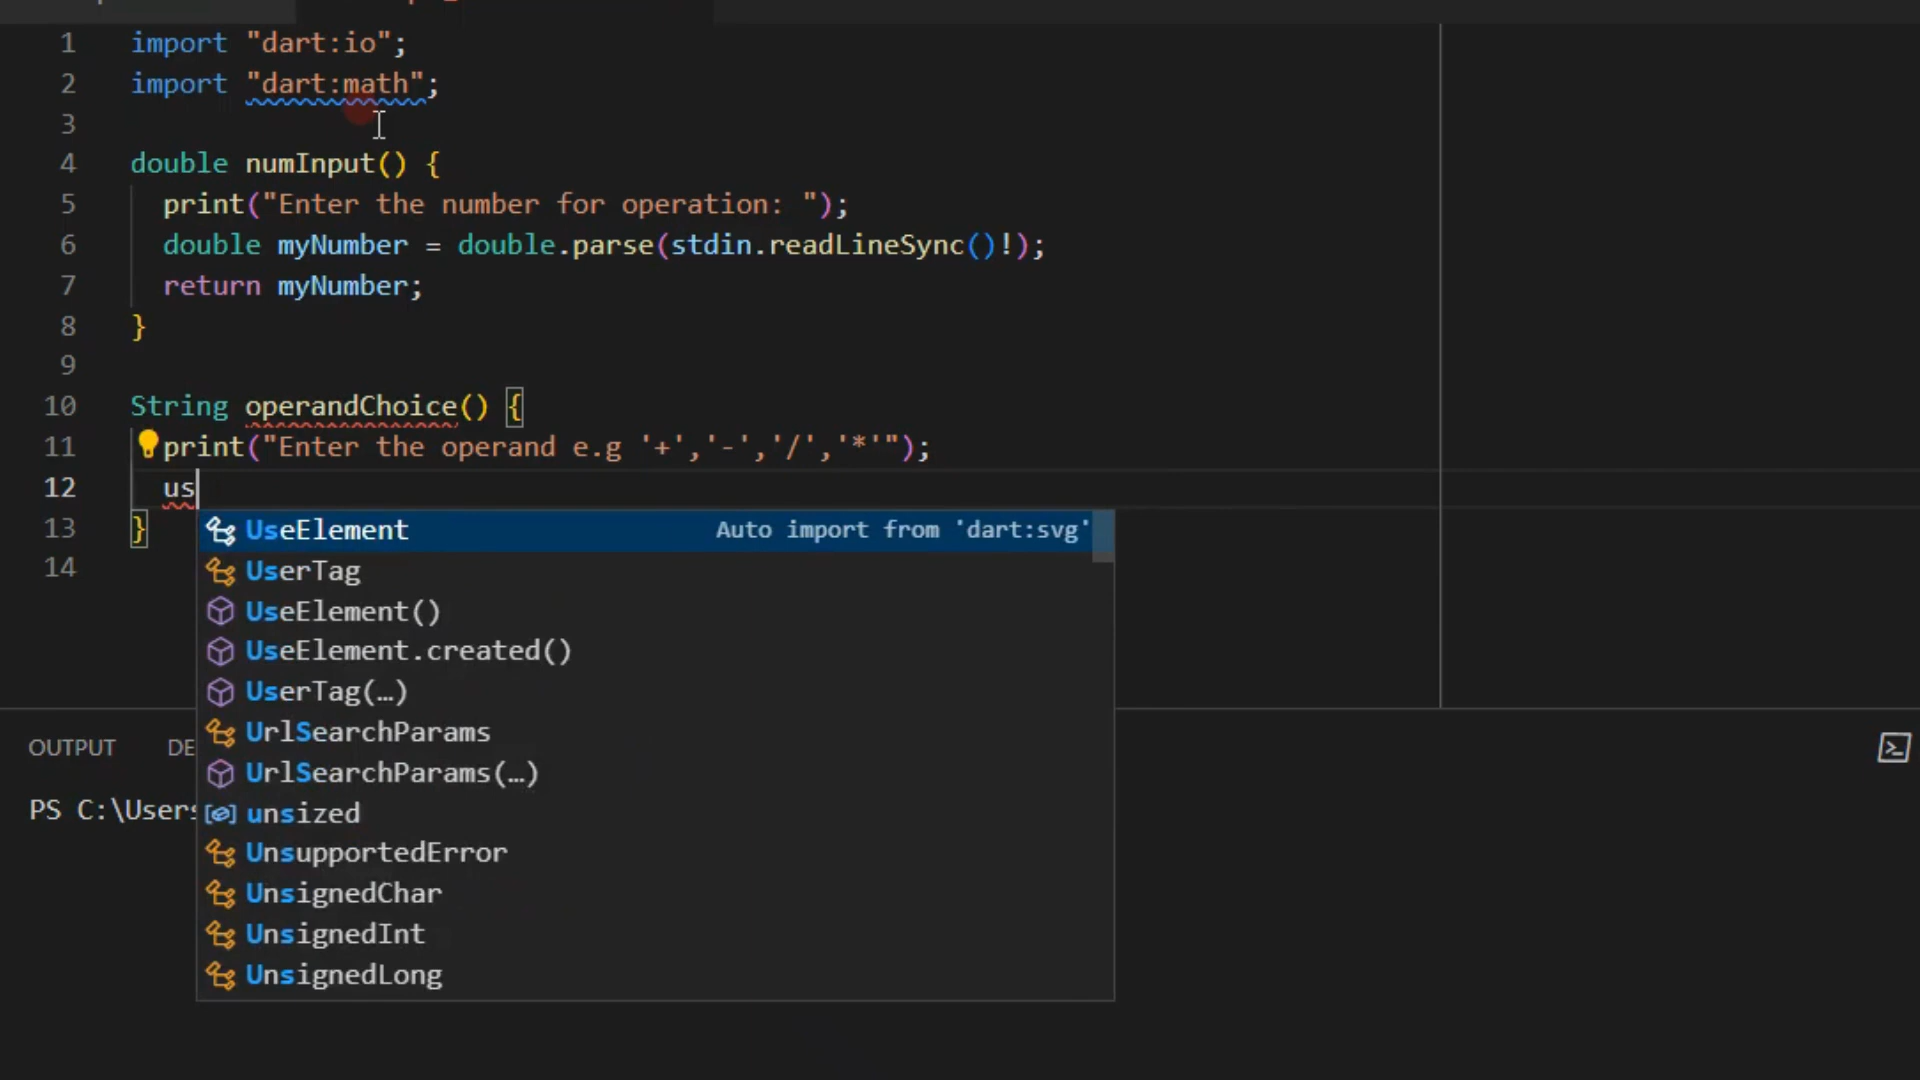 1 import "dart:io";
2 import "dart:math";
3
4 double numInput() {
5 print("Enter the number for operation: ");
6 double myNumber = double.parse(stdin.readLineSync()!);
7 return myNumber;
8 }
9
10 String operandChoice() {
11 print("Enter the operand e.g '+','-','/','*'");
12 us
13 }
14
UseElement Auto import from 'dart:svg'
UserTag
UseElement()
UseElement.created()
UserTag(…)
UrlSearchParams
UrlSearchParams(…)
unsized
UnsupportedError
UnsignedChar
UnsignedInt
UnsignedLong
OUTPUT DE
PS C:\Users